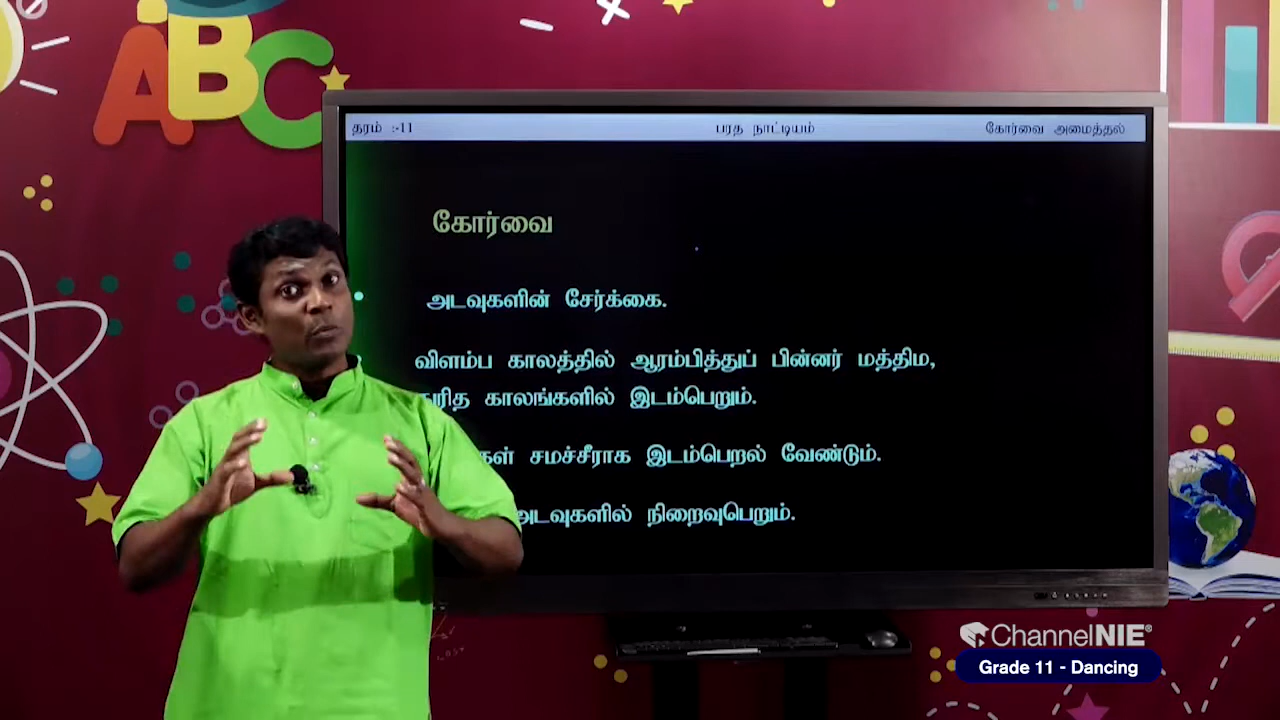 ABC
தரம் :-11 பரத நாட்டியம் கோர்வை அமைத்தல்
கோர்வை
அடவுகளின் சேர்க்கை.
விளம்ப காலத்தில் ஆரம்பித்துப் பின்னர் மத்திம,
காலங்களில் இடம்பெறும்.
சமச்சீராக இடம்பெறல் வேண்டும்.
அடவுகளில் நிறைவுபெறும்.
ChannelNIE®
Grade 11 - Dancing